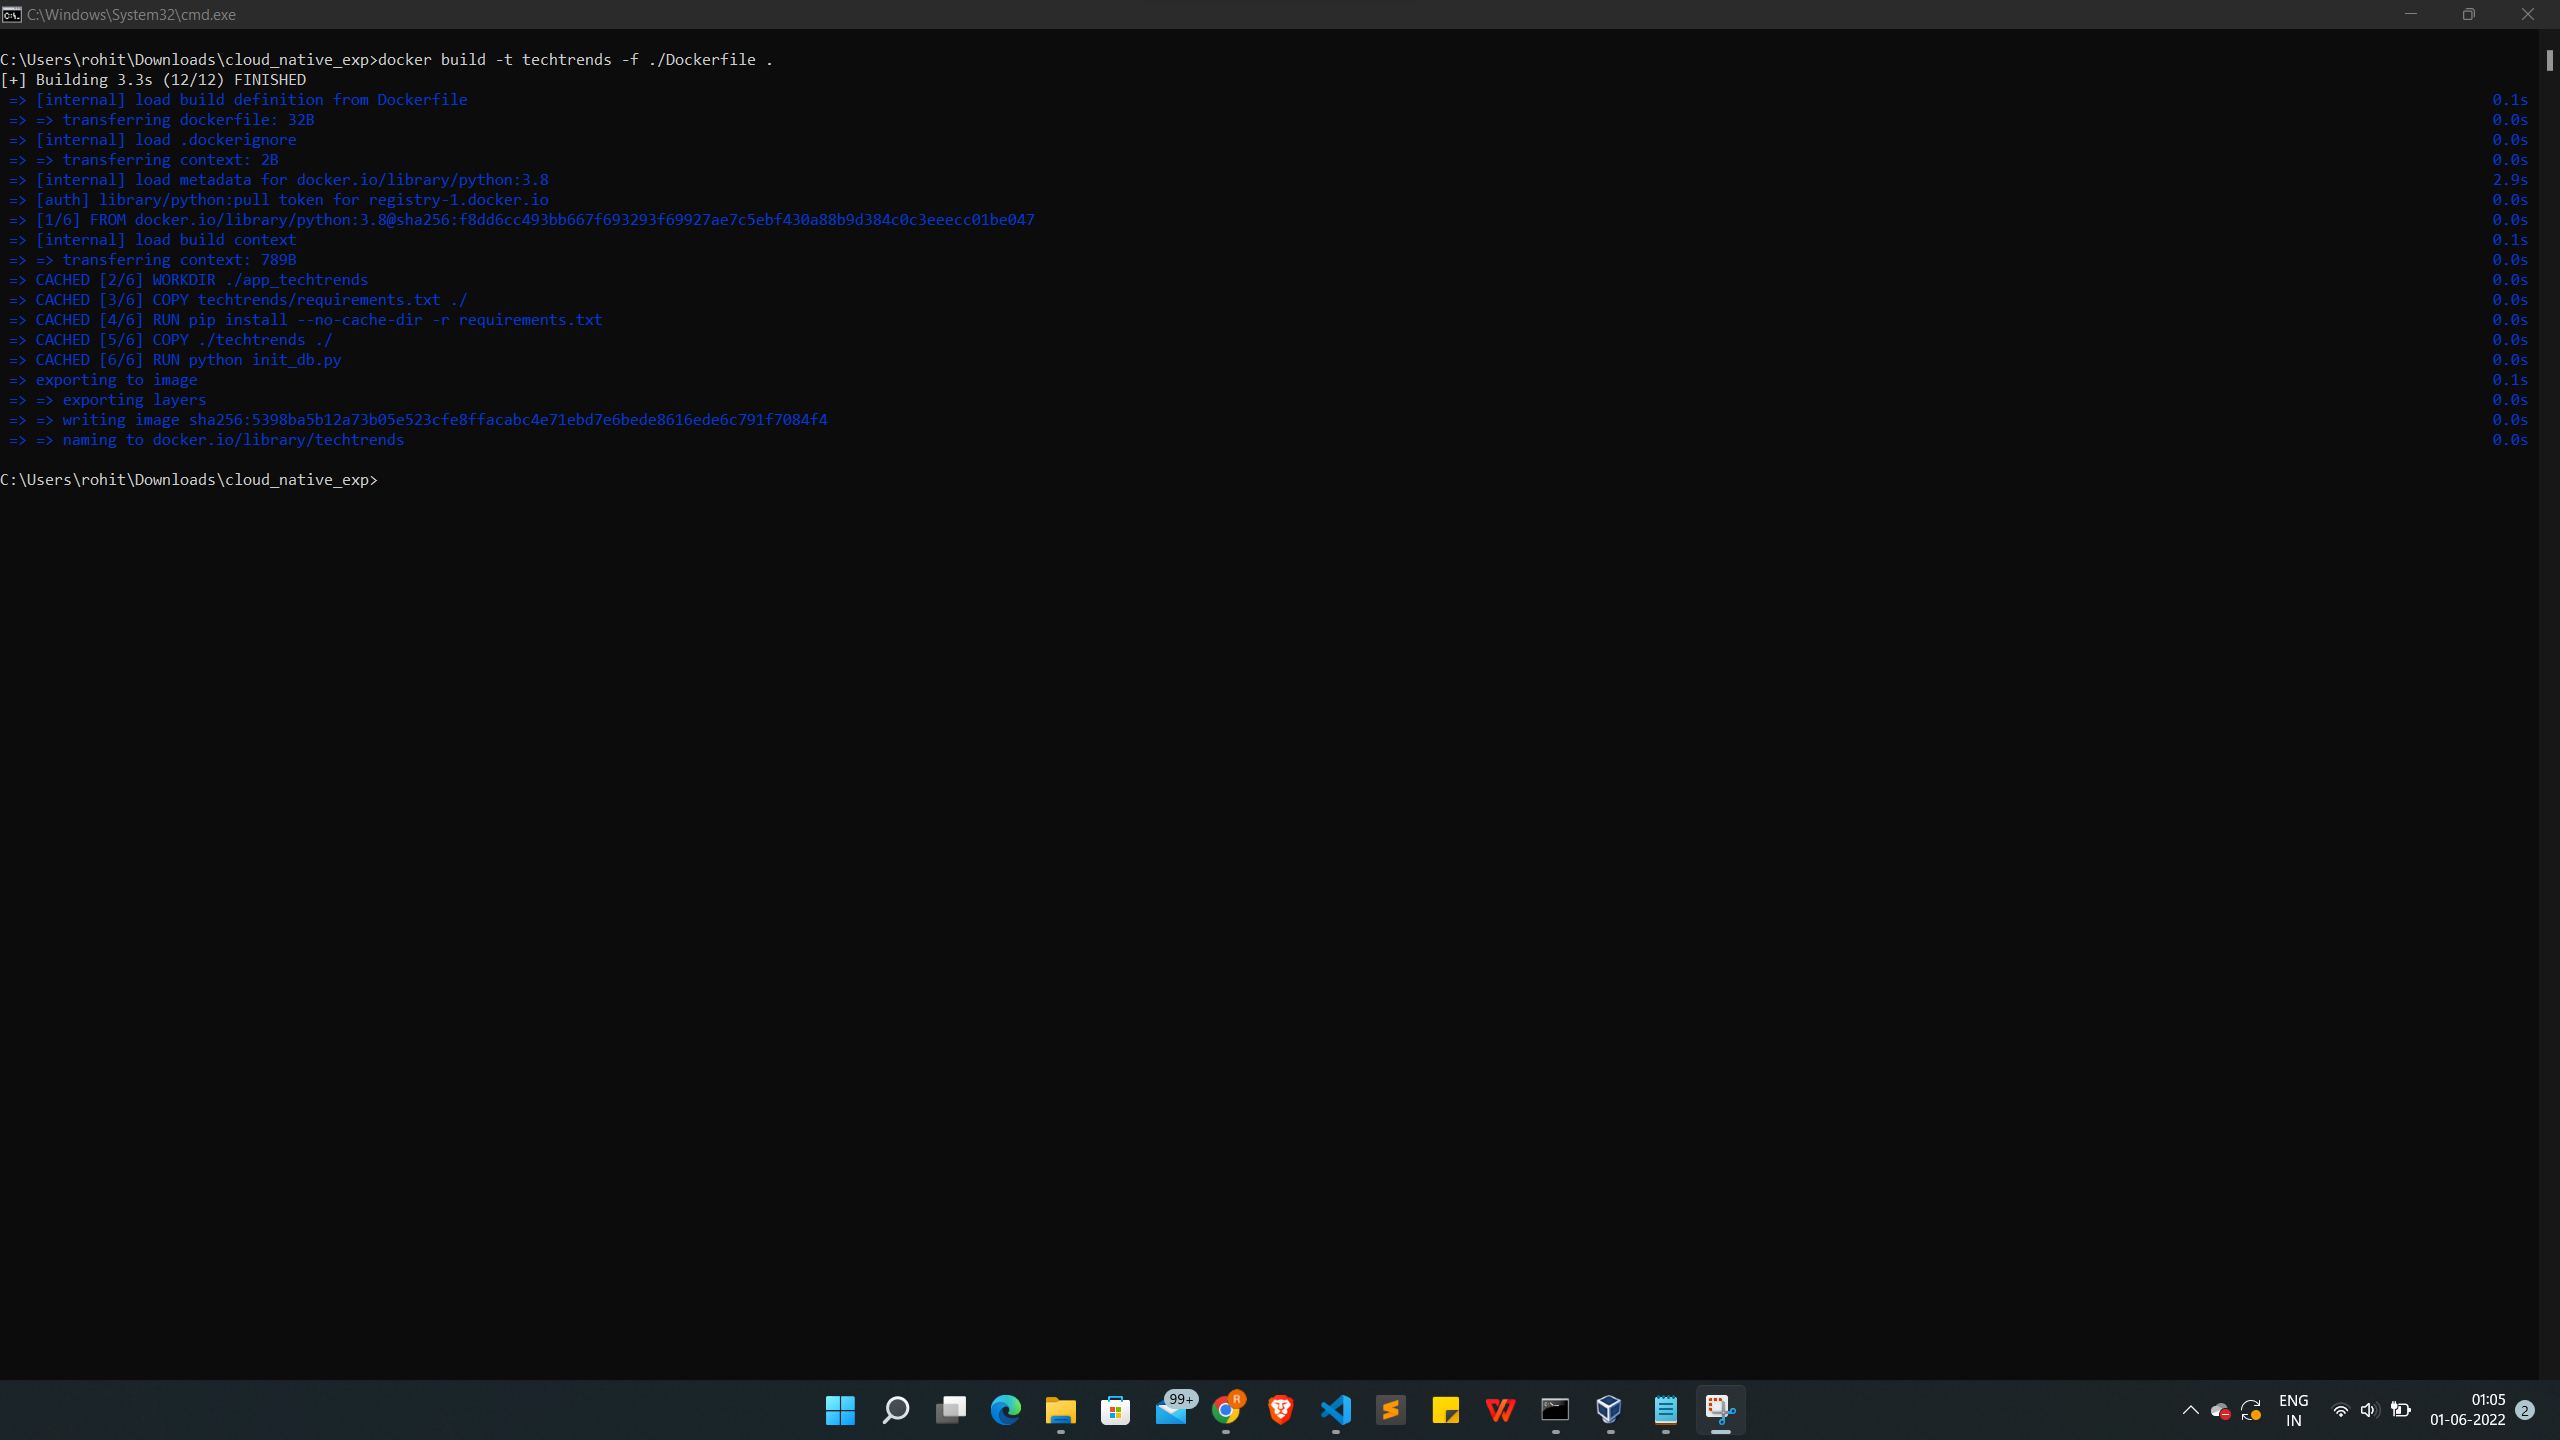 C:\Windows\System32\cmd.exe
C:\Users\rohit\Downloads\cloud_native_exp>docker build -t techtrends -f ./Dockerfile .
[+] Building 3.3s (12/12) FINISHED
=> [internal] load build definition from Dockerfile 0.1s
=> => transferring dockerfile: 32B 0.0s
=> [internal] load .dockerignore 0.0s
=> => transferring context: 2B 0.0s
=> [internal] load metadata for docker.io/library/python:3.8 2.9s
=> [auth] library/python:pull token for registry-1.docker.io 0.0s
=> [1/6] FROM docker.io/library/python:3.8@sha256:f8dd6cc493bb667f693293f69927ae7c5ebf430a88b9d384c0c3eeecc01be047 0.0s
=> [internal] load build context 0.1s
=> => transferring context: 789B 0.0s
=> CACHED [2/6] WORKDIR ./app_techtrends 0.0s
=> CACHED [3/6] COPY techtrends/requirements.txt ./ 0.0s
=> CACHED [4/6] RUN pip install --no-cache-dir -r requirements.txt 0.0s
=> CACHED [5/6] COPY ./techtrends ./ 0.0s
=> CACHED [6/6] RUN python init_db.py 0.0s
=> exporting to image 0.1s
=> => exporting layers 0.0s
=> => writing image sha256:5398ba5b12a73b05e523cfe8ffacabc4e71ebd7e6bede8616ede6c791f7084f4 0.0s
=> => naming to docker.io/library/techtrends 0.0s
C:\Users\rohit\Downloads\cloud_native_exp>
99+
R
ENG
IN
01:05
01-06-2022
2